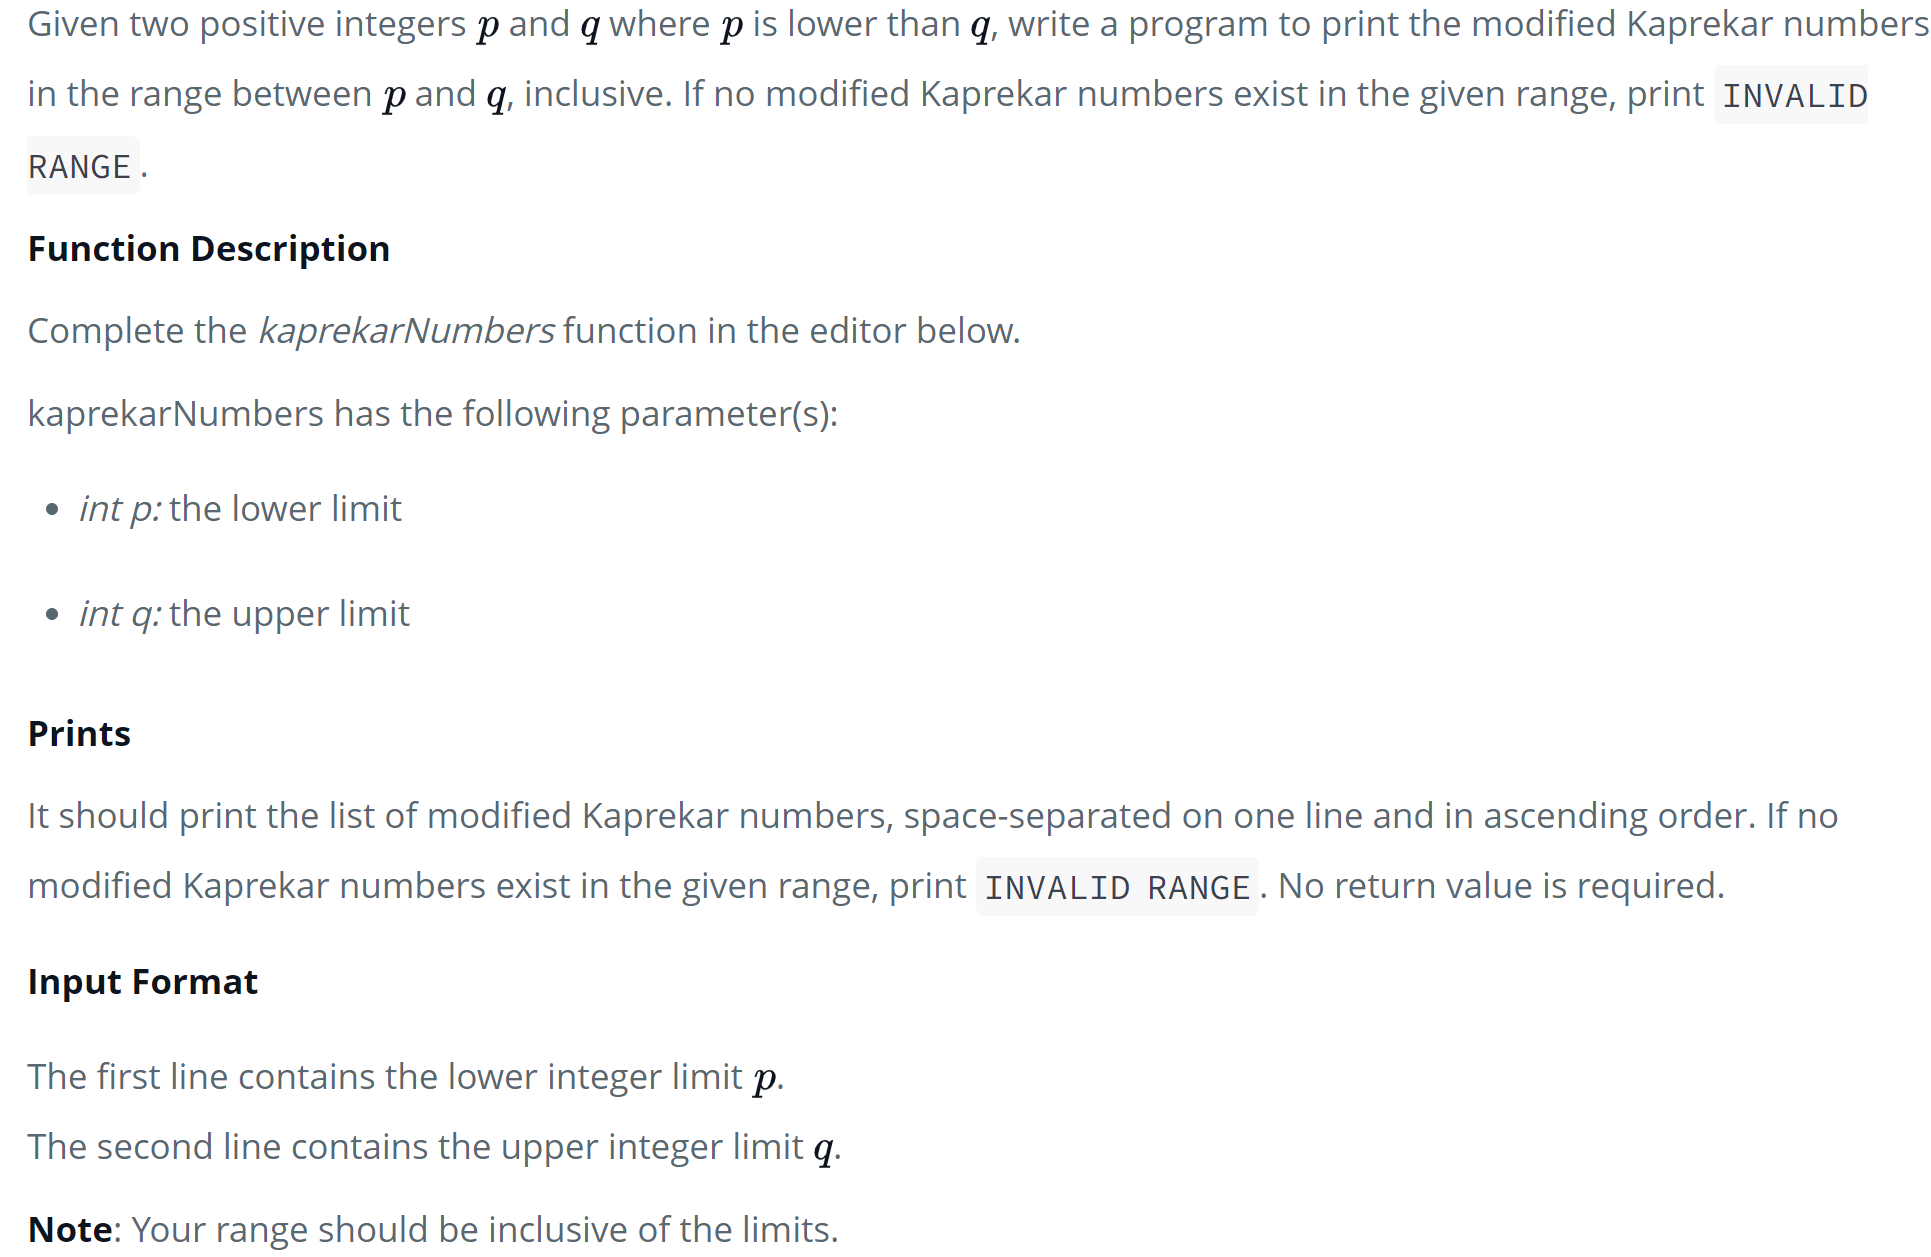 Given two positive integers p and q where p is lower than q, write a program to print the modified Kaprekar numbers
in the range between p and q, inclusive. If no modified Kaprekar numbers exist in the given range, print INVALID
RANGE.
Function Description
Complete the kaprekarNumbers function in the editor below.
kaprekarNumbers has the following parameter(s):
• int p: the lower limit
• int q: the upper limit
Prints
It should print the list of modified Kaprekar numbers, space-separated on one line and in ascending order. If no
modified Kaprekar numbers exist in the given range, print INVALID RANGE. No return value is required.
Input Format
The first line contains the lower integer limit p.
The second line contains the upper integer limit q.
Note: Your range should be inclusive of the limits.